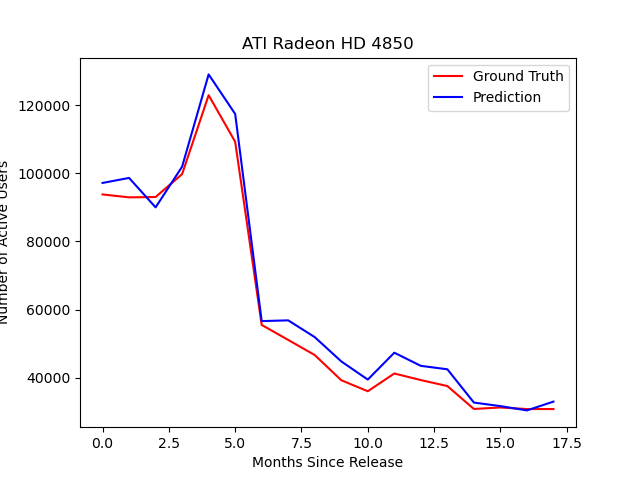 ATI Radeon HD 4850
Ground Truth
Prediction
Number of Active Users
120000
100000
80000
60000
40000
0.0 2.5 5.0 7.5 10.0 12.5 15.0 17.5
Months Since Release